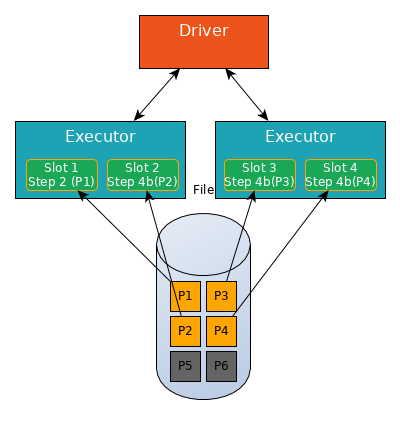 Driver
Executor
Executor
Slot 1
Step 2 (P1)
Slot 2
Step 4b(P2)
Slot 3
Step 4b(P3)
Slot 4
Step 4b(P4)
File
P1
P3
P2
P4
P5
P6